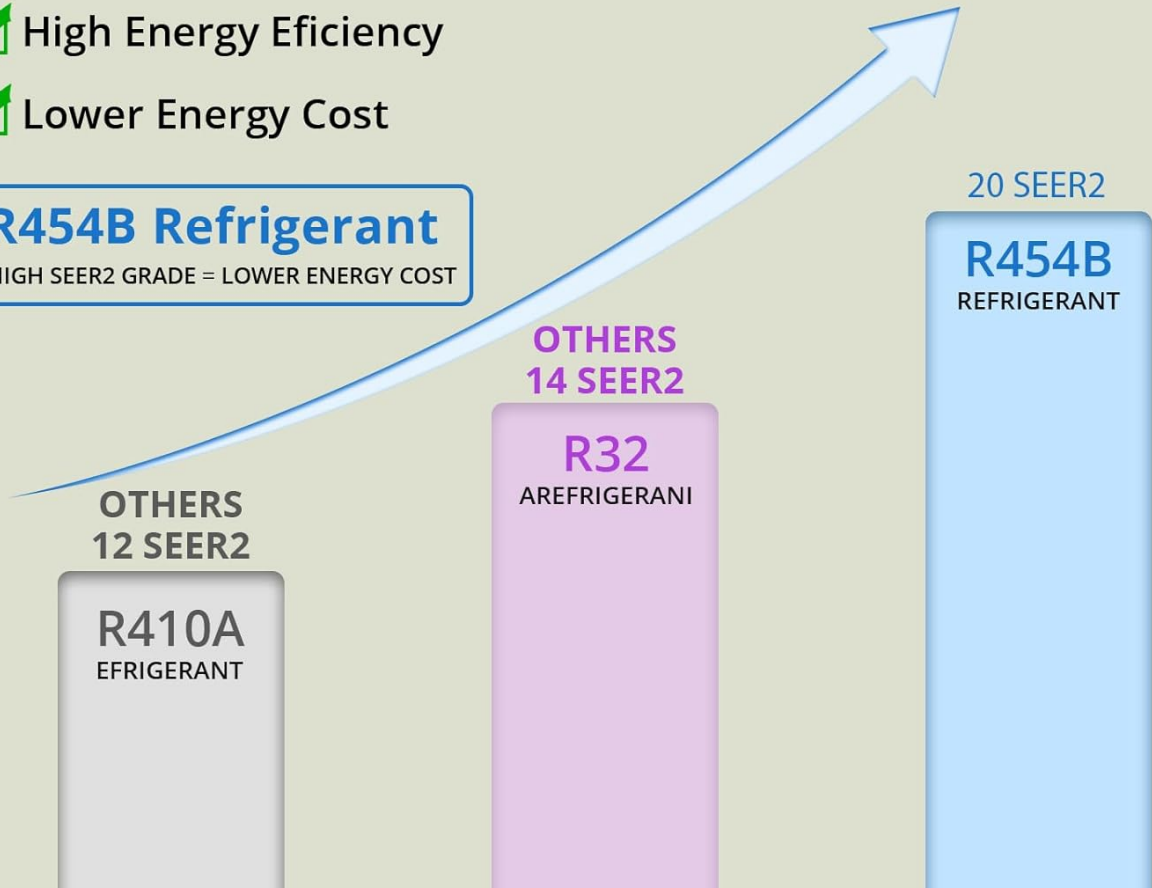 High Energy Eficiency
Lower Energy Cost
R454B Refrigerant
HIGH SEER2 GRADE = LOWER ENERGY COST
20 SEER2
R454B
REFRIGERANT
OTHERS
14 SEER2
R32
AREFRIGERANI
OTHERS
12 SEER2
R410A
EFRIGERANT